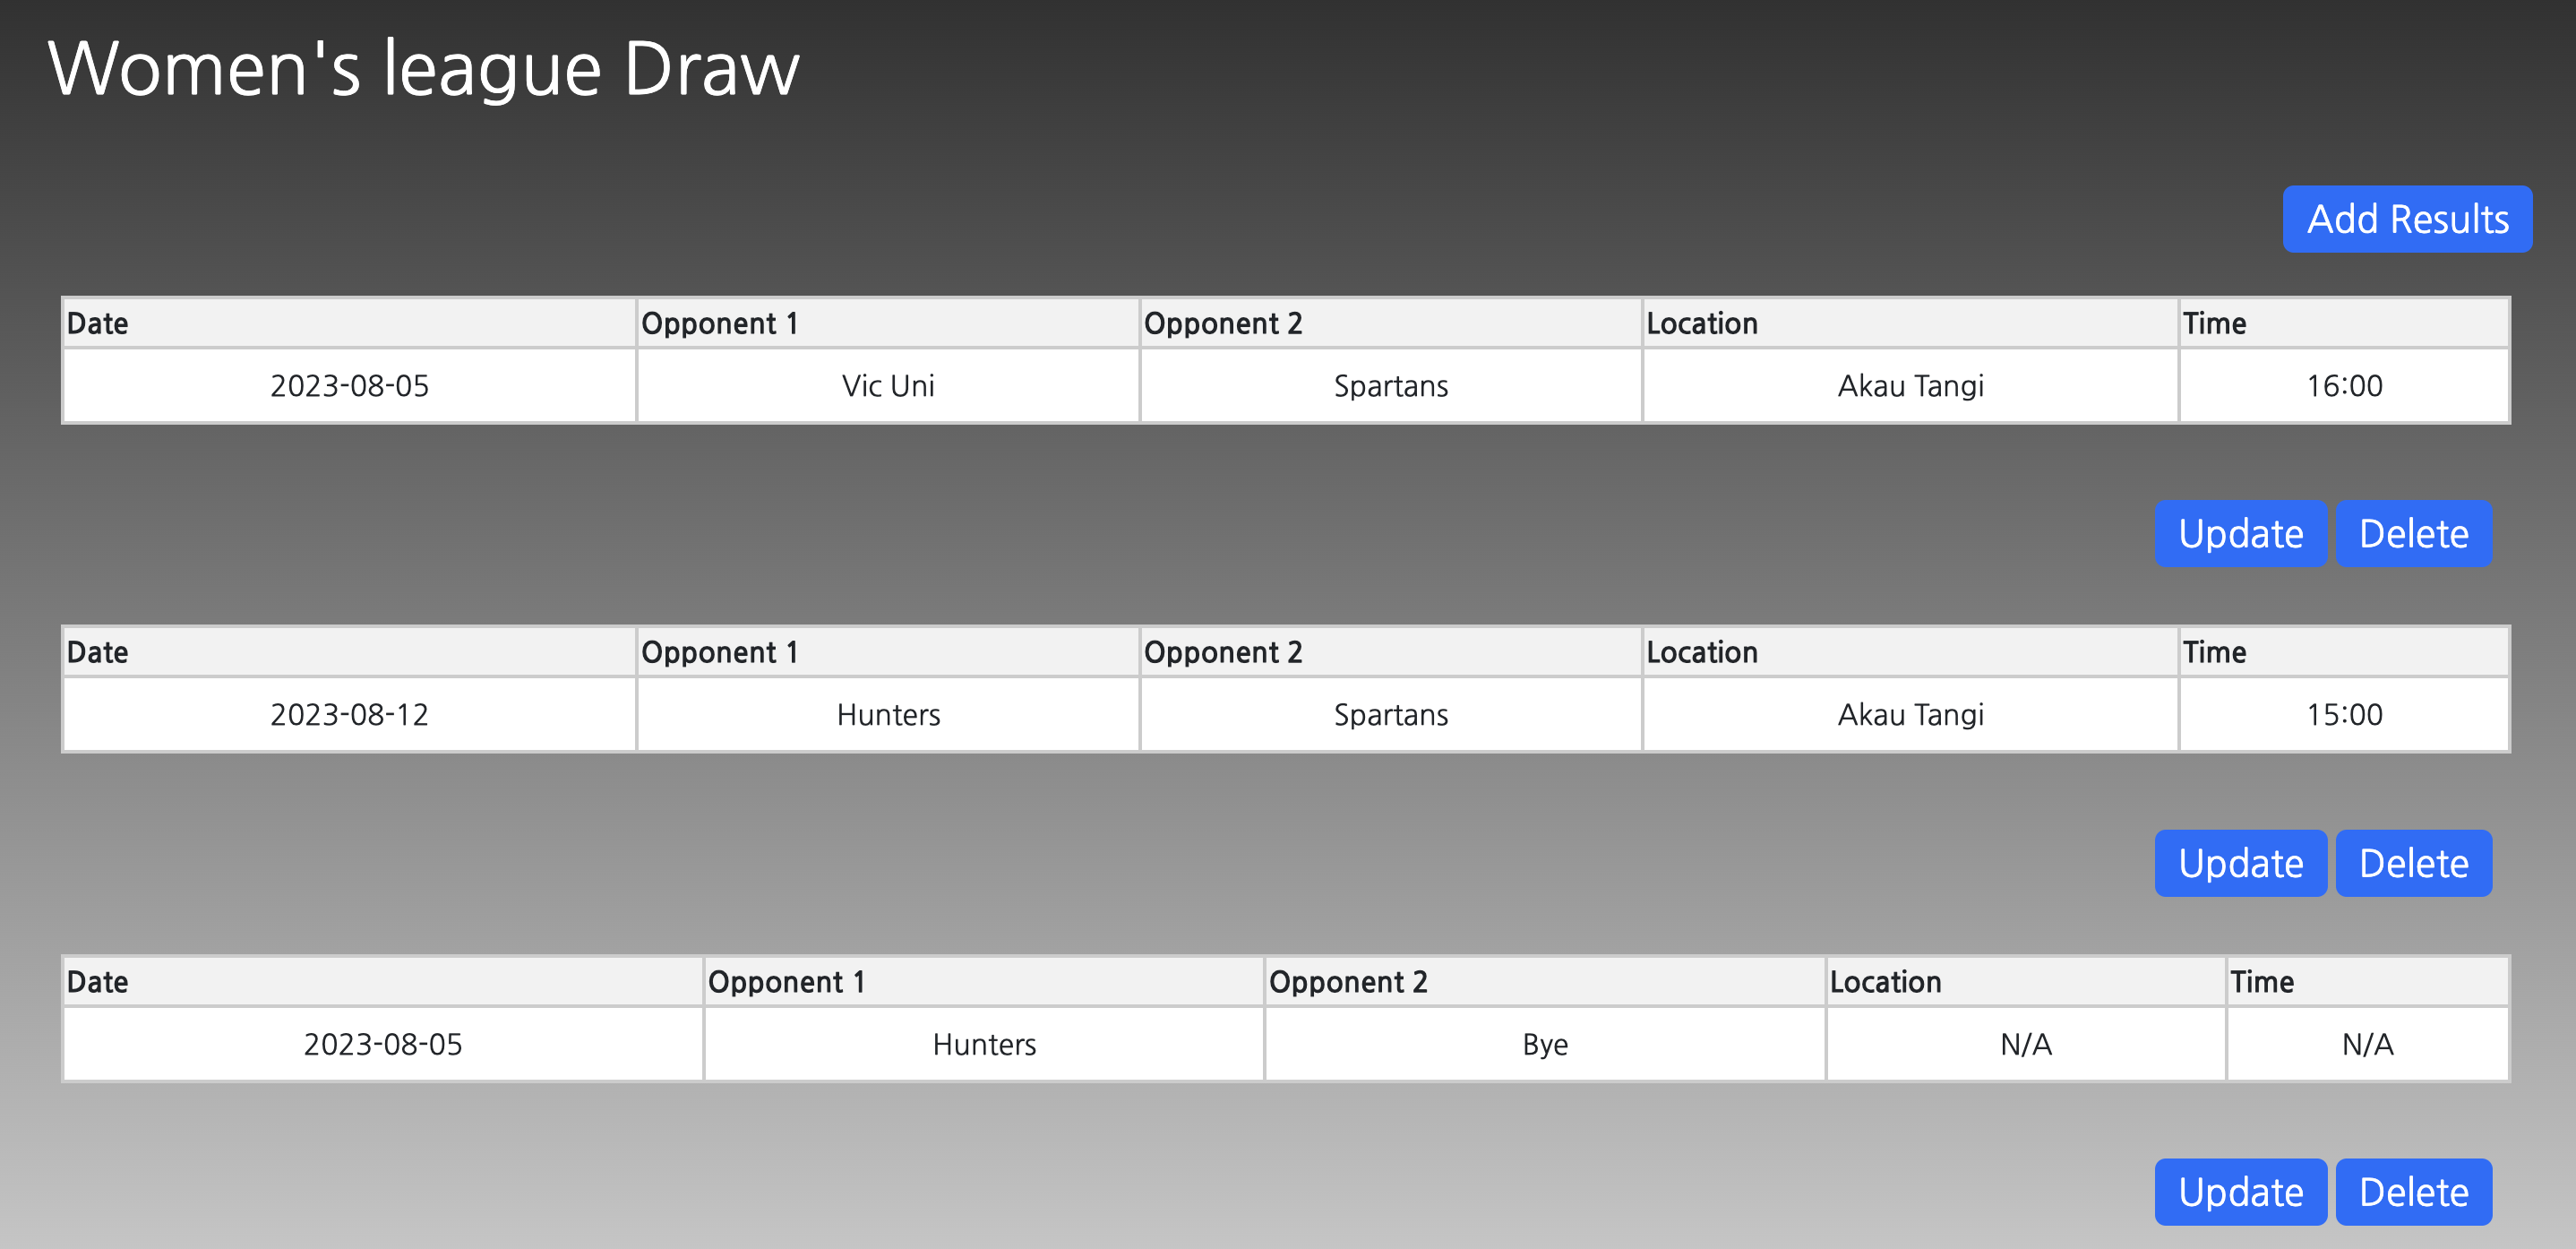 Women's league Draw
Add Results
Date Opponent 1 Opponent 2 Location Time
2023-08-05 Vic Uni Spartans Akau Tangi 16:00
Update Delete
Date Opponent 1 Opponent 2 Location Time
2023-08-12 Hunters Spartans Akau Tangi 15:00
Update Delete
Date Opponent 1 Opponent 2 Location Time
2023-08-05 Hunters Bye N/A N/A
Update Delete